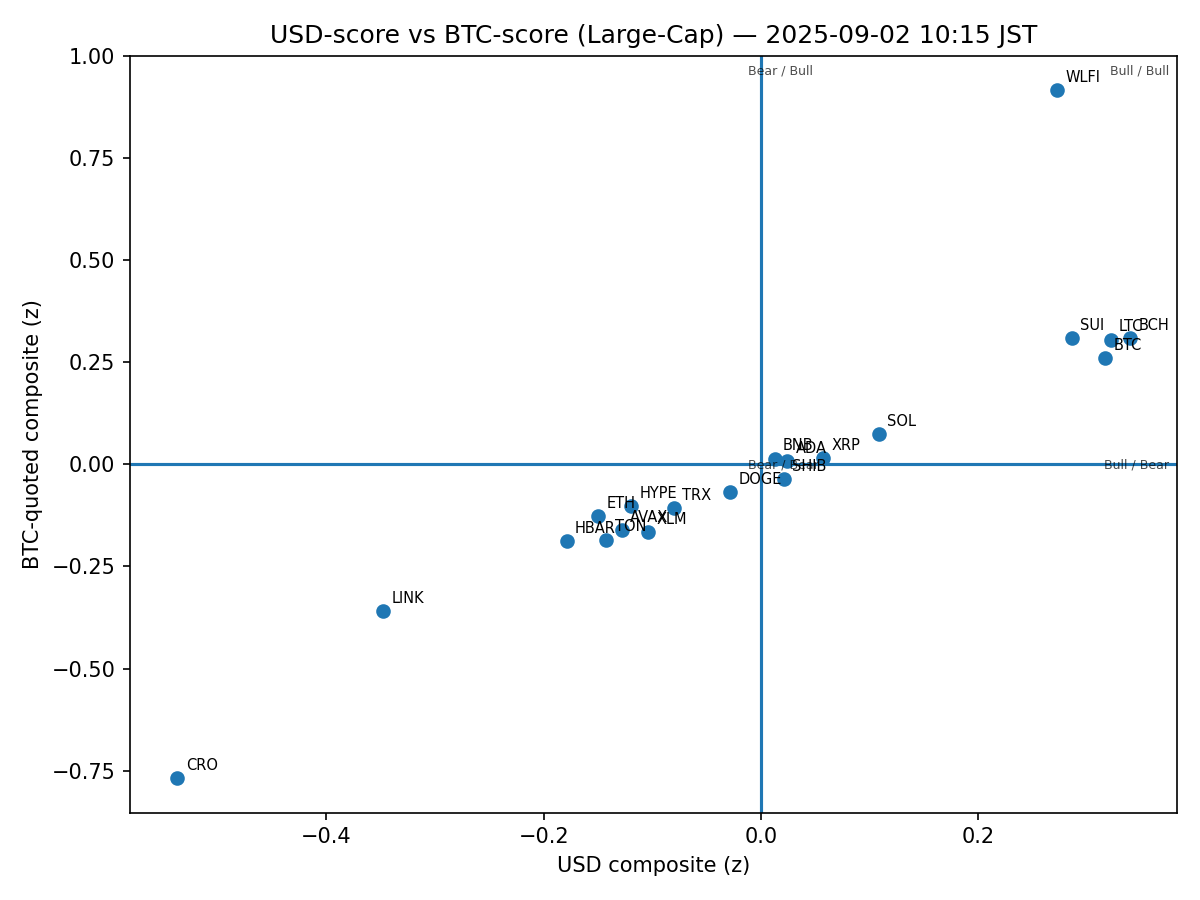 USD-score vs BTC-score (Large-Cap) — 2025-09-02 10:15 JST
1.00
Bear / Bull
Bull / Bull
WLFI
0.75
0.50
SUI
LTC
BCH
BTC
0.25
SOL
BNB
ADA
XRP
0.00
Bear / Bear
SHIB
Bull / Bear
DOGE
HYPE
TRX
ETH
AVAX
XLM
HBAR
TON
−0.25
LINK
−0.50
CRO
−0.75
−0.4
−0.2
0.0
0.2
USD composite (z)
BTC-quoted composite (z)